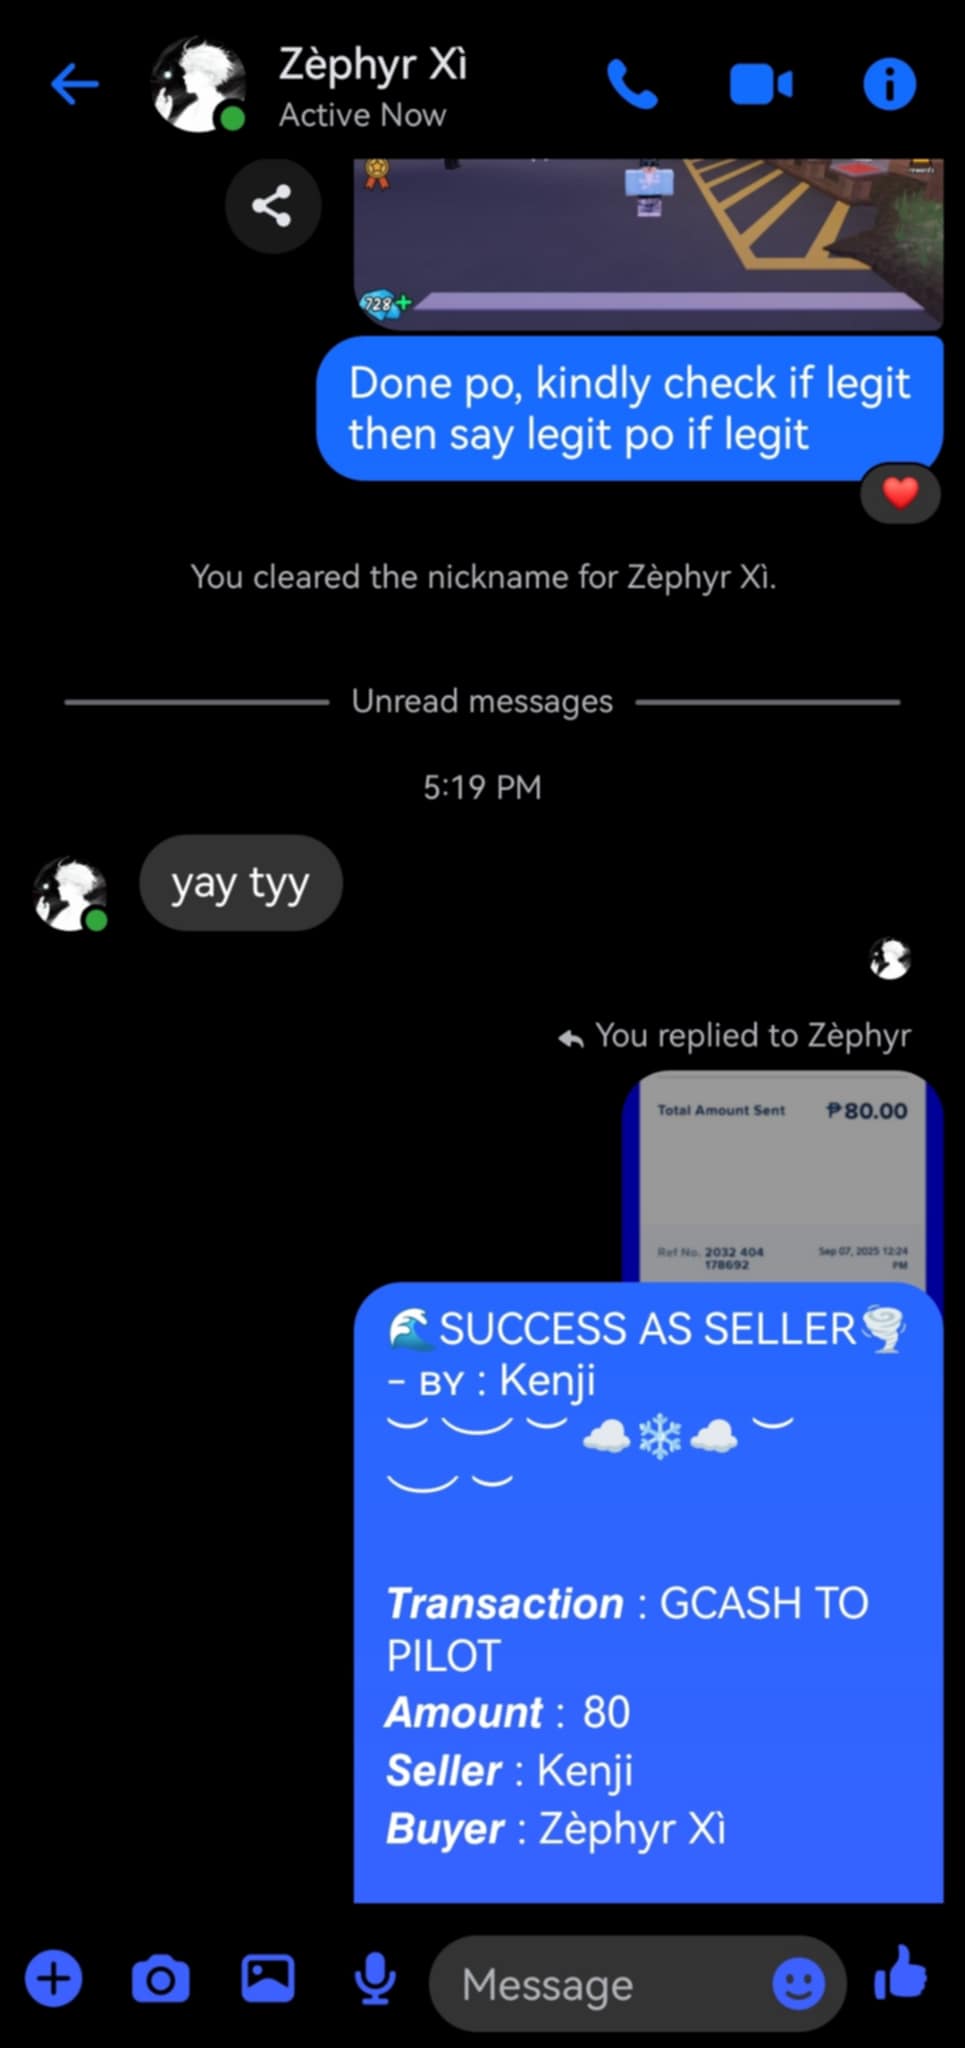 Zèphyr Xì
Active Now
728+
Done po, kindly check if legit
then say legit po if legit
You cleared the nickname for Zèphyr Xì.
Unread messages
5:19 PM
yay tyy
You replied to Zèphyr
Total Amount Sent ₱80.00
Ref No. 2032 404 Sep 07, 2025 12:24
178692 PM
🌊SUCCESS AS SELLER🌪️
- ʙʏ : Kenji
︶ ︶ ︶ ☁️❄️☁️ ︶
︶ ︶
Transaction : GCASH TO
PILOT
Amount : 80
Seller : Kenji
Buyer : Zèphyr Xì
Message